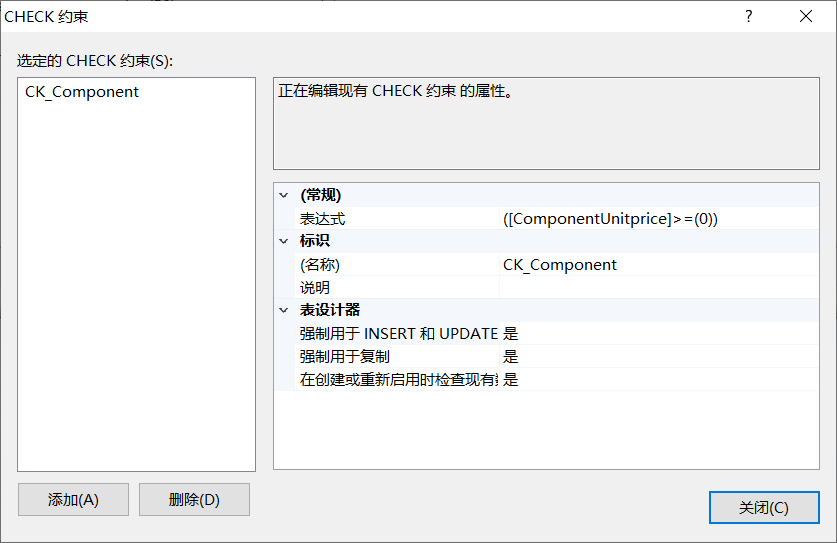 CHECK 约束
?
选定的 CHECK 约束(S):
CK_Component
正在编辑现有 CHECK 约束 的属性。
(常规)
表达式 ([ComponentUnitprice]>=(0))
标识
(名称) CK_Component
说明
表设计器
强制用于 INSERT 和 UPDATE 是
强制用于复制 是
在创建或重新启用时检查现有 是
添加(A) 删除(D)
关闭(C)